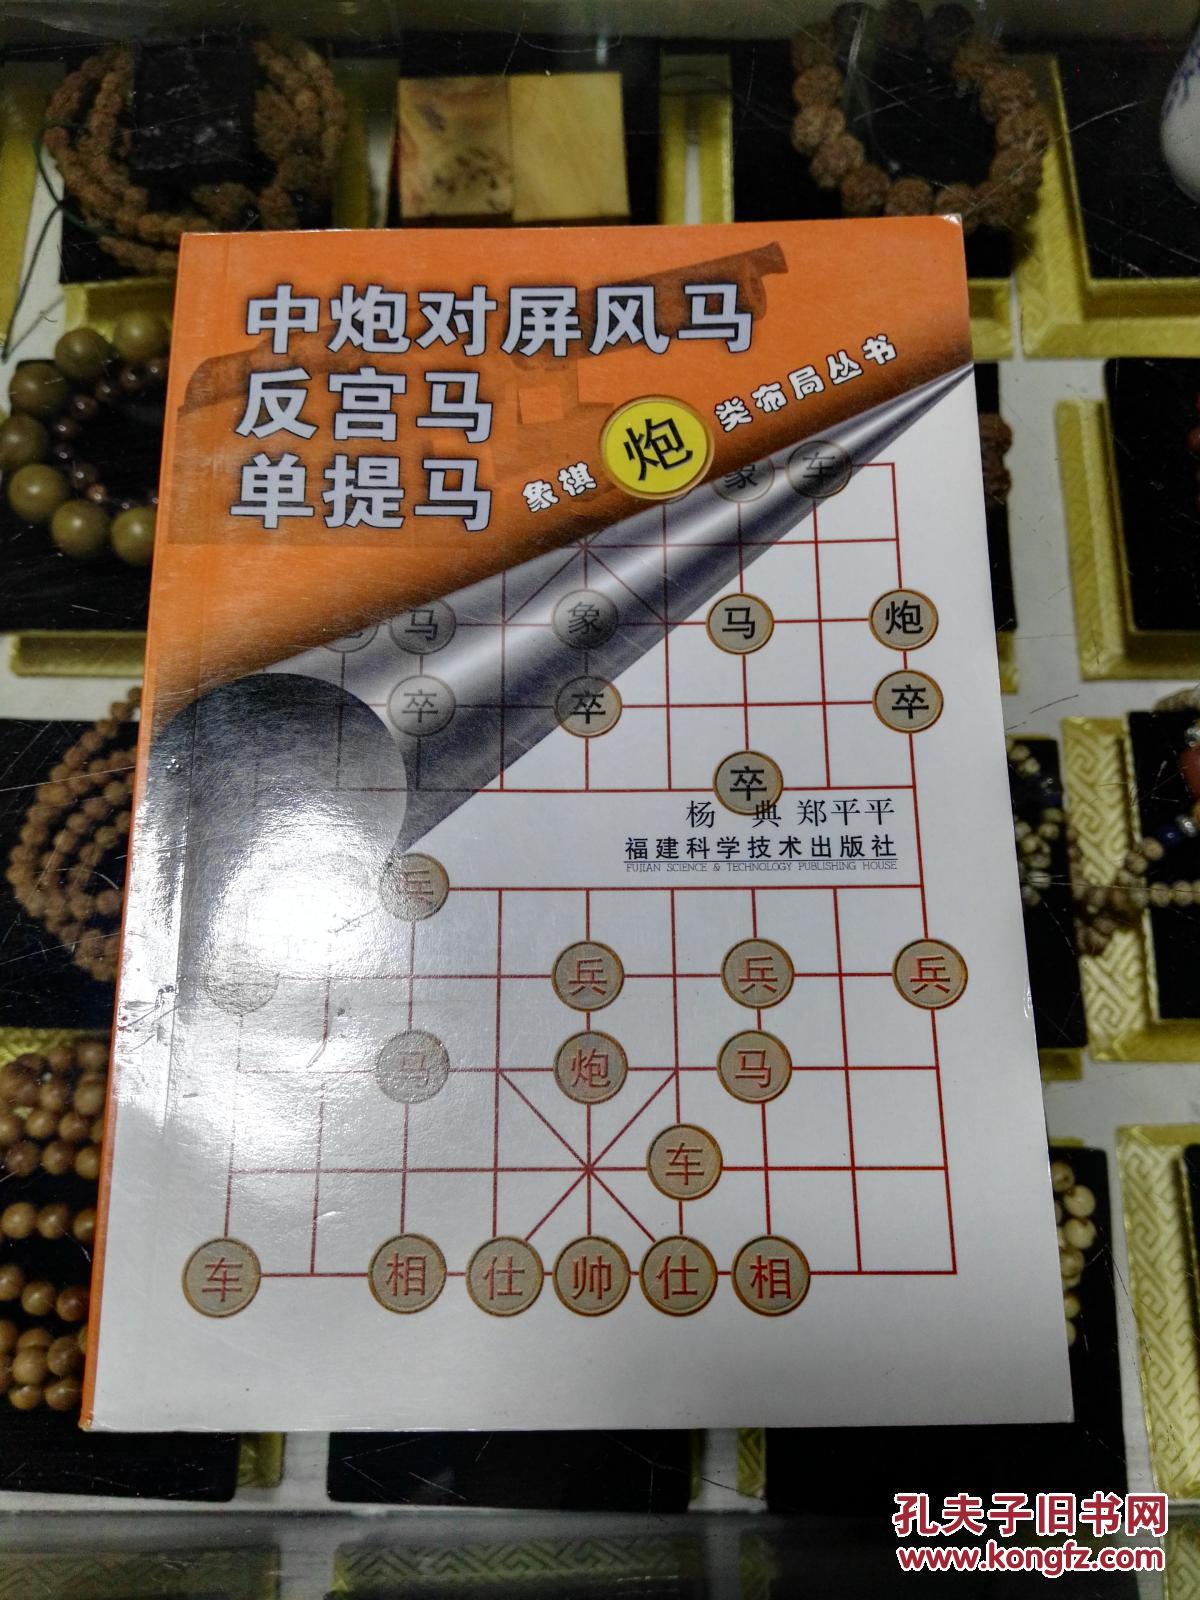 中炮对屏风马
反宫马
单提马
象棋 炮 类布局丛书
象 车
马 象 马 炮
卒 卒 卒
卒
杨 典 郑平平
福建科学技术出版社
FUJIAN SCIENCE & TECHNOLOGY PUBLISHING HOUSE
兵
兵 兵 兵
马 炮 马
车
车 相 仕 帅 仕 相
孔夫子旧书网
www.kongfz.com